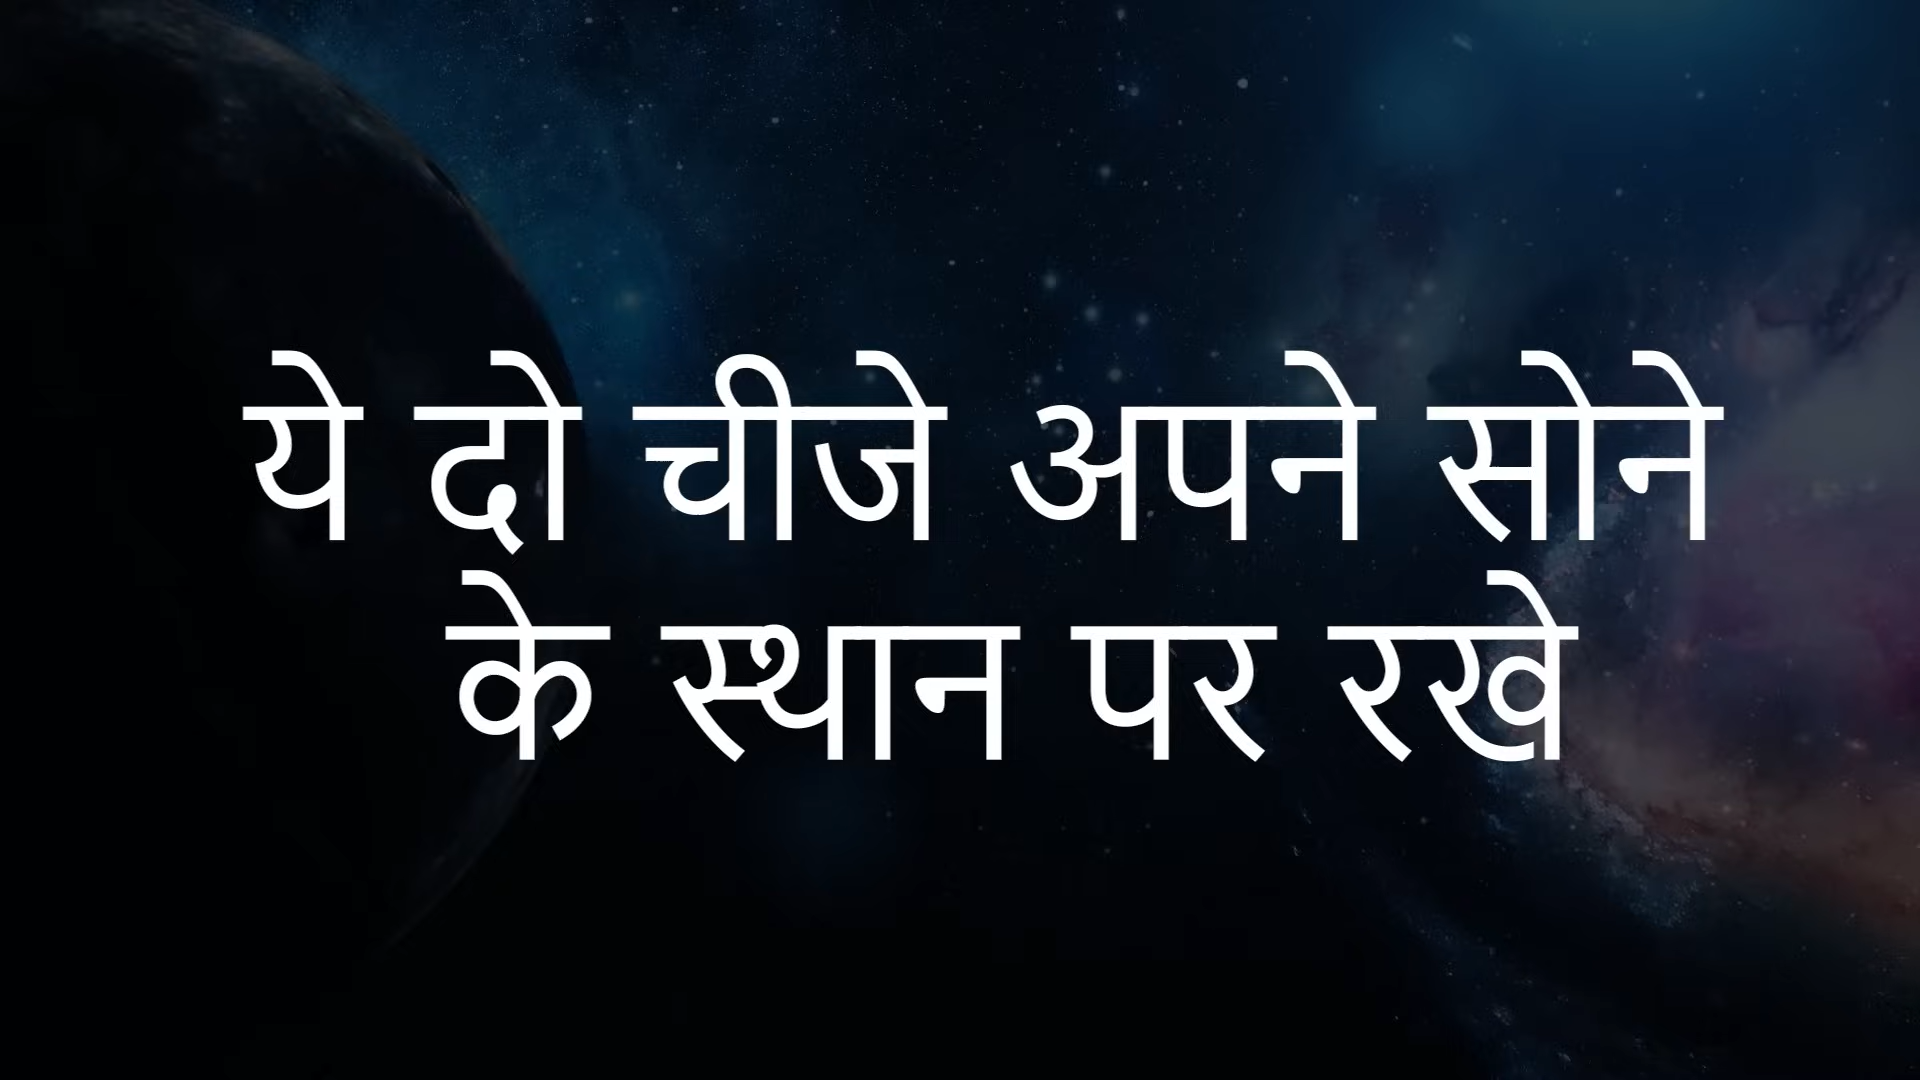 ये दो चीजे अपने सोने
के स्थान पर रखे